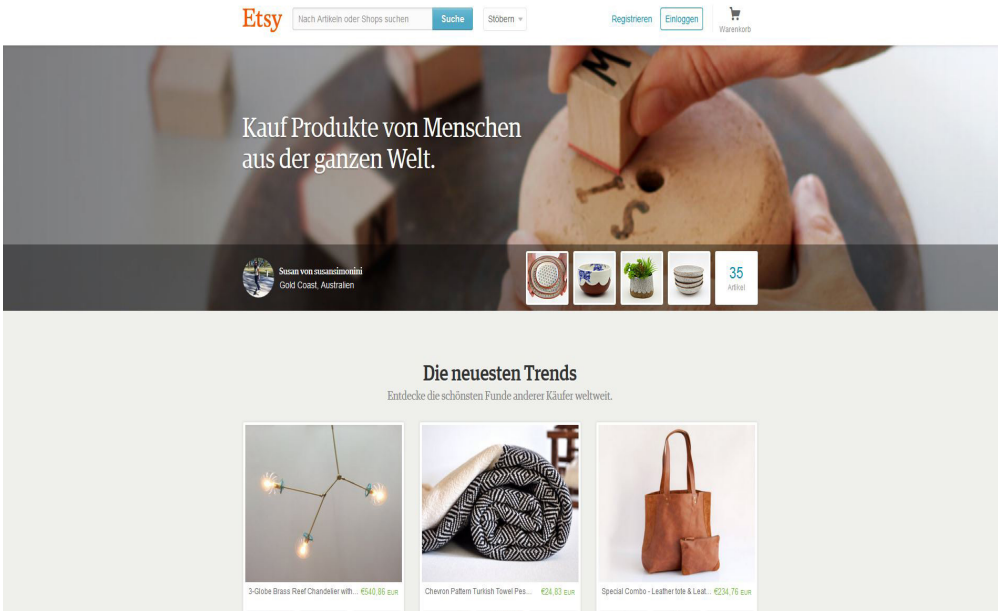 Etsy
Nach Artikeln oder Shops suchen
Suche
Stöbern
Registrieren
Einloggen
Warenkorb
M
Kauf Produkte von Menschen
aus der ganzen Welt.
Susan von susansimonini
Gold Coast, Australien
35
Artikel
Die neuesten Trends
Entdecke die schönsten Funde anderer Käufer weltweit.
3-Globe Brass Reef Chandelier with... €540,86 EUR
Chevron Pattern Turkish Towel Pes... €24,83 EUR
Special Combo - Leather tote & Leat... €234,76 EUR